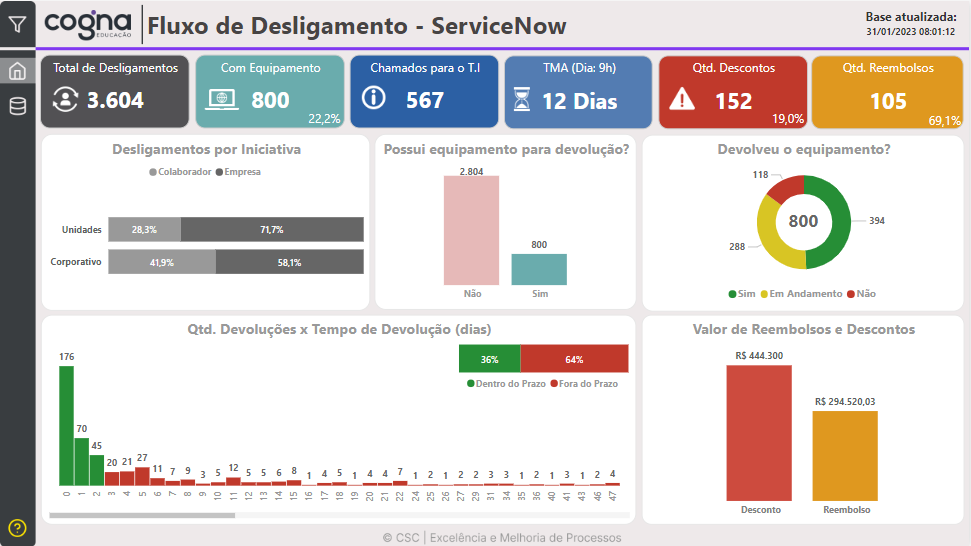 cogna
EDUCAÇÃO
Fluxo de Desligamento - ServiceNow
Base atualizada:
31/01/2023 08:01:12
Total de Desligamentos
3.604
Com Equipamento
800
22,2%
Chamados para o T.I
567
TMA (Dia: 9h)
12 Dias
Qtd. Descontos
152
19,0%
Qtd. Reembolsos
105
69,1%
Desligamentos por Iniciativa
Colaborador Empresa
Unidades 28,3% 71,7%
Corporativo 41,9% 58,1%
Possui equipamento para devolução?
2.804
800
Não Sim
Devolveu o equipamento?
118
800
394
288
Sim Em Andamento Não
Qtd. Devoluções x Tempo de Devolução (dias)
36% 64%
Dentro do Prazo Fora do Prazo
176 70 45 20 21 27 11 7 9 3 5 12 5 5 6 8 1 4 5 1 4 4 7 1 2 1 2 2 3 3 1 2 1 3 1 2 4
0 1 2 3 4 5 6 7 8 9 10 11 12 13 14 15 16 17 18 19 20 21 22 24 25 26 27 29 31 34 35 36 40 41 43 46 47
Valor de Reembolsos e Descontos
R$ 444.300
R$ 294.520,03
Desconto Reembolso
?
© CSC | Excelência e Melhoria de Processos